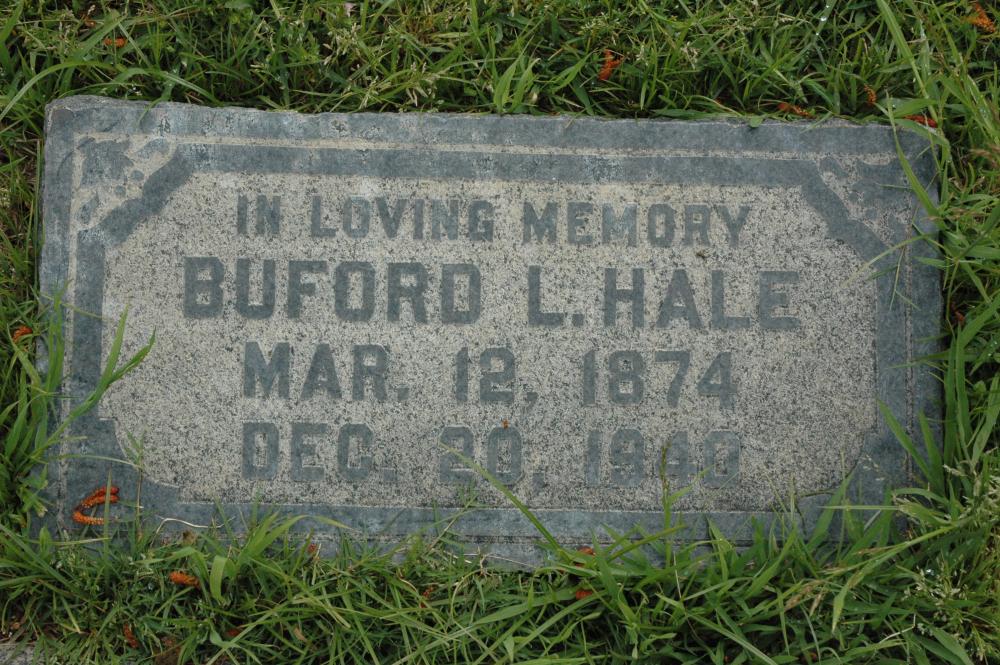 IN LOVING MEMORY
BUFORD L. HALE
MAR. 12, 1874
DEC. 20, 1940